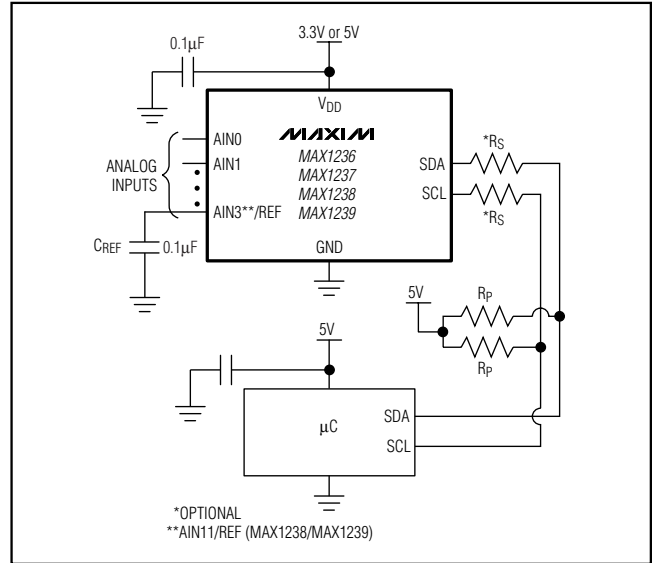 3.3V or 5V
0.1µF
VDD
MAXIM
MAX1236
MAX1237
MAX1238
MAX1239
AIN0
AIN1
ANALOG
INPUTS
AIN3**/REF
SDA
SCL
*RS
*RS
GND
CREF
0.1µF
5V
RP
RP
5V
µC
SDA
SCL
*OPTIONAL
**AIN11/REF (MAX1238/MAX1239)